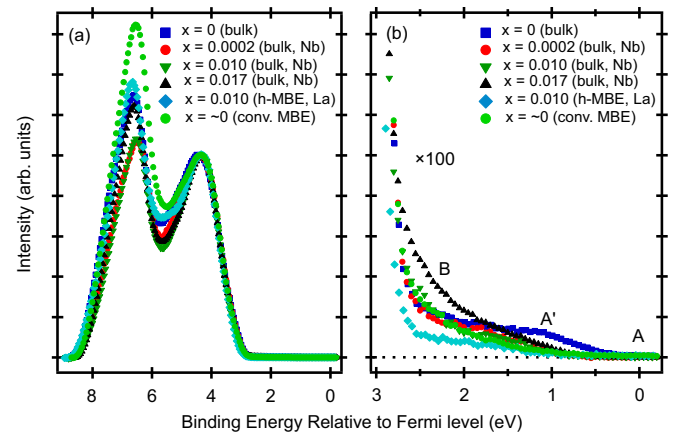 (a)
x = 0 (bulk)
x = 0.0002 (bulk, Nb)
x = 0.010 (bulk, Nb)
x = 0.017 (bulk, Nb)
x = 0.010 (h-MBE, La)
x = ~0 (conv. MBE)
(b)
x = 0 (bulk)
x = 0.0002 (bulk, Nb)
x = 0.010 (bulk, Nb)
x = 0.017 (bulk, Nb)
x = 0.010 (h-MBE, La)
x = ~0 (conv. MBE)
×100
B
A'
A
Intensity (arb. units)
8 6 4 2 0
3 2 1 0
Binding Energy Relative to Fermi level (eV)